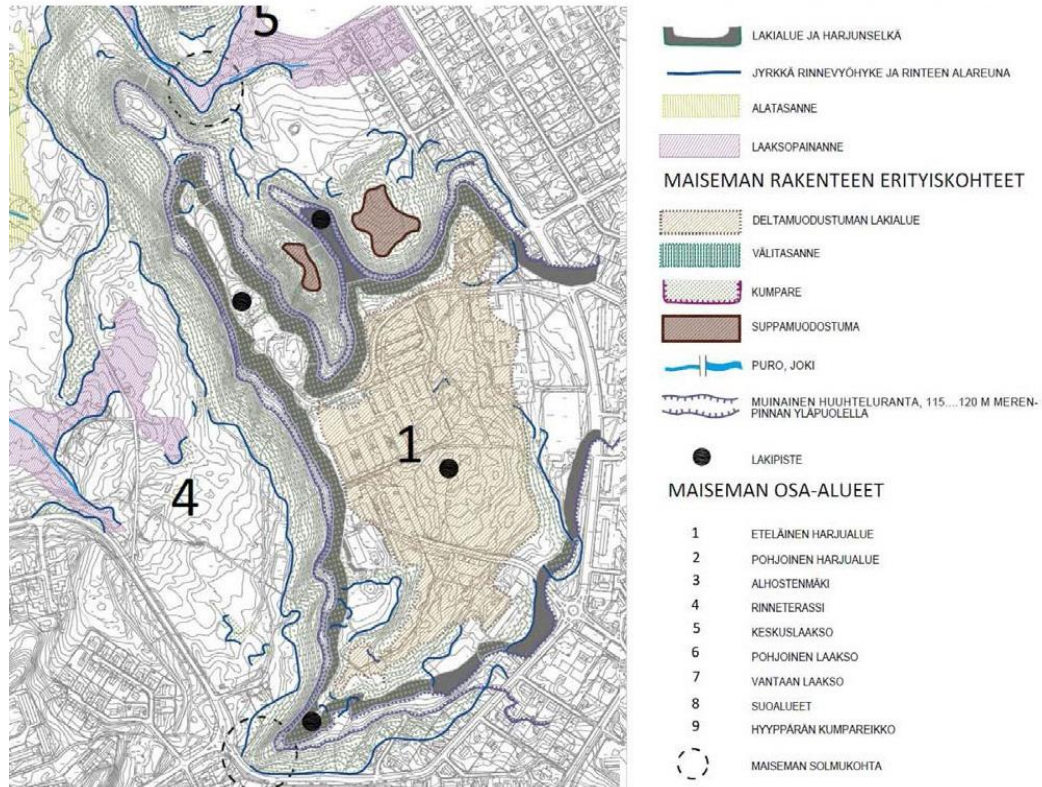 5
1
4
LAKIALUE JA HARJUNSELKÄ
JYRKKÄ RINNEVYÖHYKE JA RINTEEN ALAREUNA
ALATASANNE
LAAKSOPAINANNE
MAISEMAN RAKENTEEN ERITYISKOHTEET
DELTAMUODOSTUMAN LAKIALUE
VÄLITASANNE
KUMPARE
SUPPAMUODOSTUMA
PURO, JOKI
MUINAINEN HUUHTELURANTA, 115....120 M MEREN-
PINNAN YLÄPUOLELLA
LAKIPISTE
MAISEMAN OSA-ALUEET
1 ETELÄINEN HARJUALUE
2 POHJOINEN HARJUALUE
3 ALHOSTENMÄKI
4 RINNETERASSI
5 KESKUSLAAKSO
6 POHJOINEN LAAKSO
7 VANTAAN LAAKSO
8 SUOALUEET
9 HYYPPÄRÄN KUMPAREIKKO
MAISEMAN SOLMUKOHTA